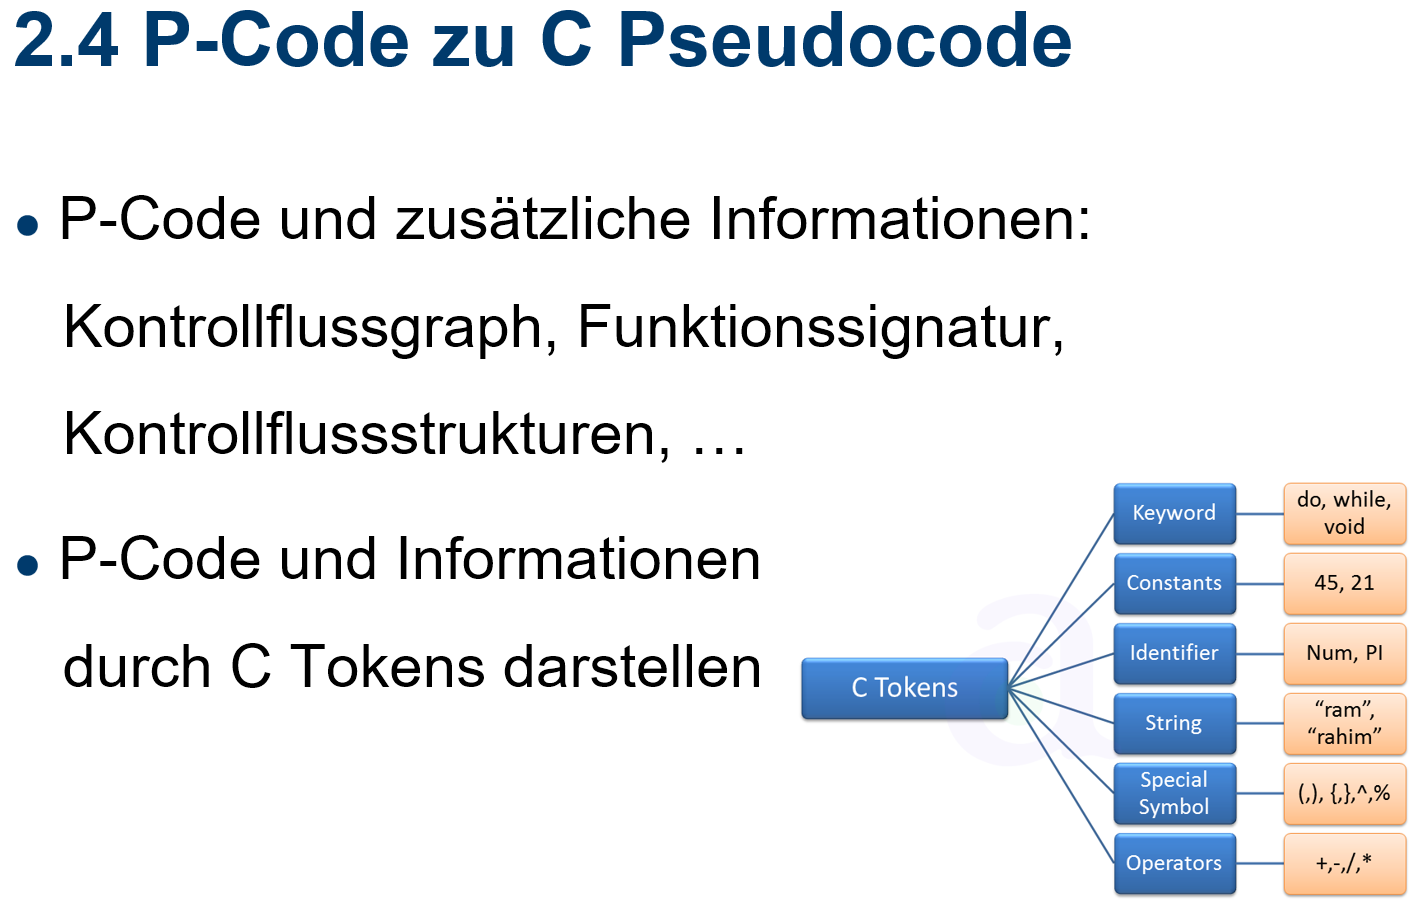 2.4 P-Code zu C Pseudocode
• P-Code und zusätzliche Informationen:
Kontrollflussgraph, Funktionssignatur,
Kontrollflussstrukturen, …
• P-Code und Informationen
durch C Tokens darstellen
C Tokens
Keyword
do, while,
void
Constants
45, 21
Identifier
Num, PI
String
“ram”,
“rahim”
Special
Symbol
(,), {,},^,%
Operators
+,-,/,*